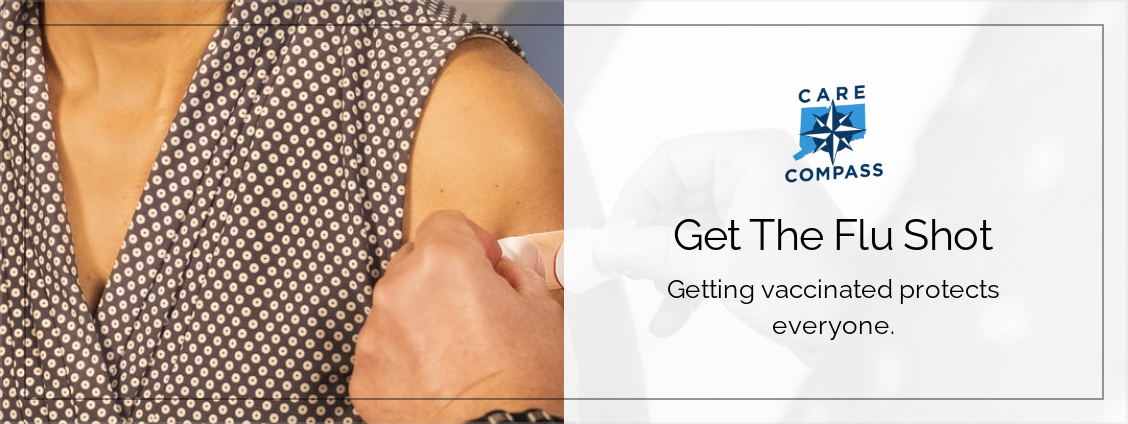 CARE
COMPASS
Get The Flu Shot
Getting vaccinated protects
everyone.